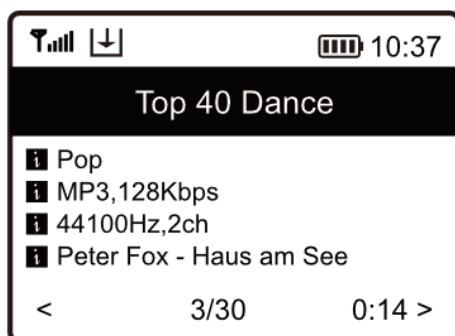 10:37
Top 40 Dance
i Pop
i MP3,128Kbps
i 44100Hz,2ch
i Peter Fox - Haus am See
< 3/30 0:14 >